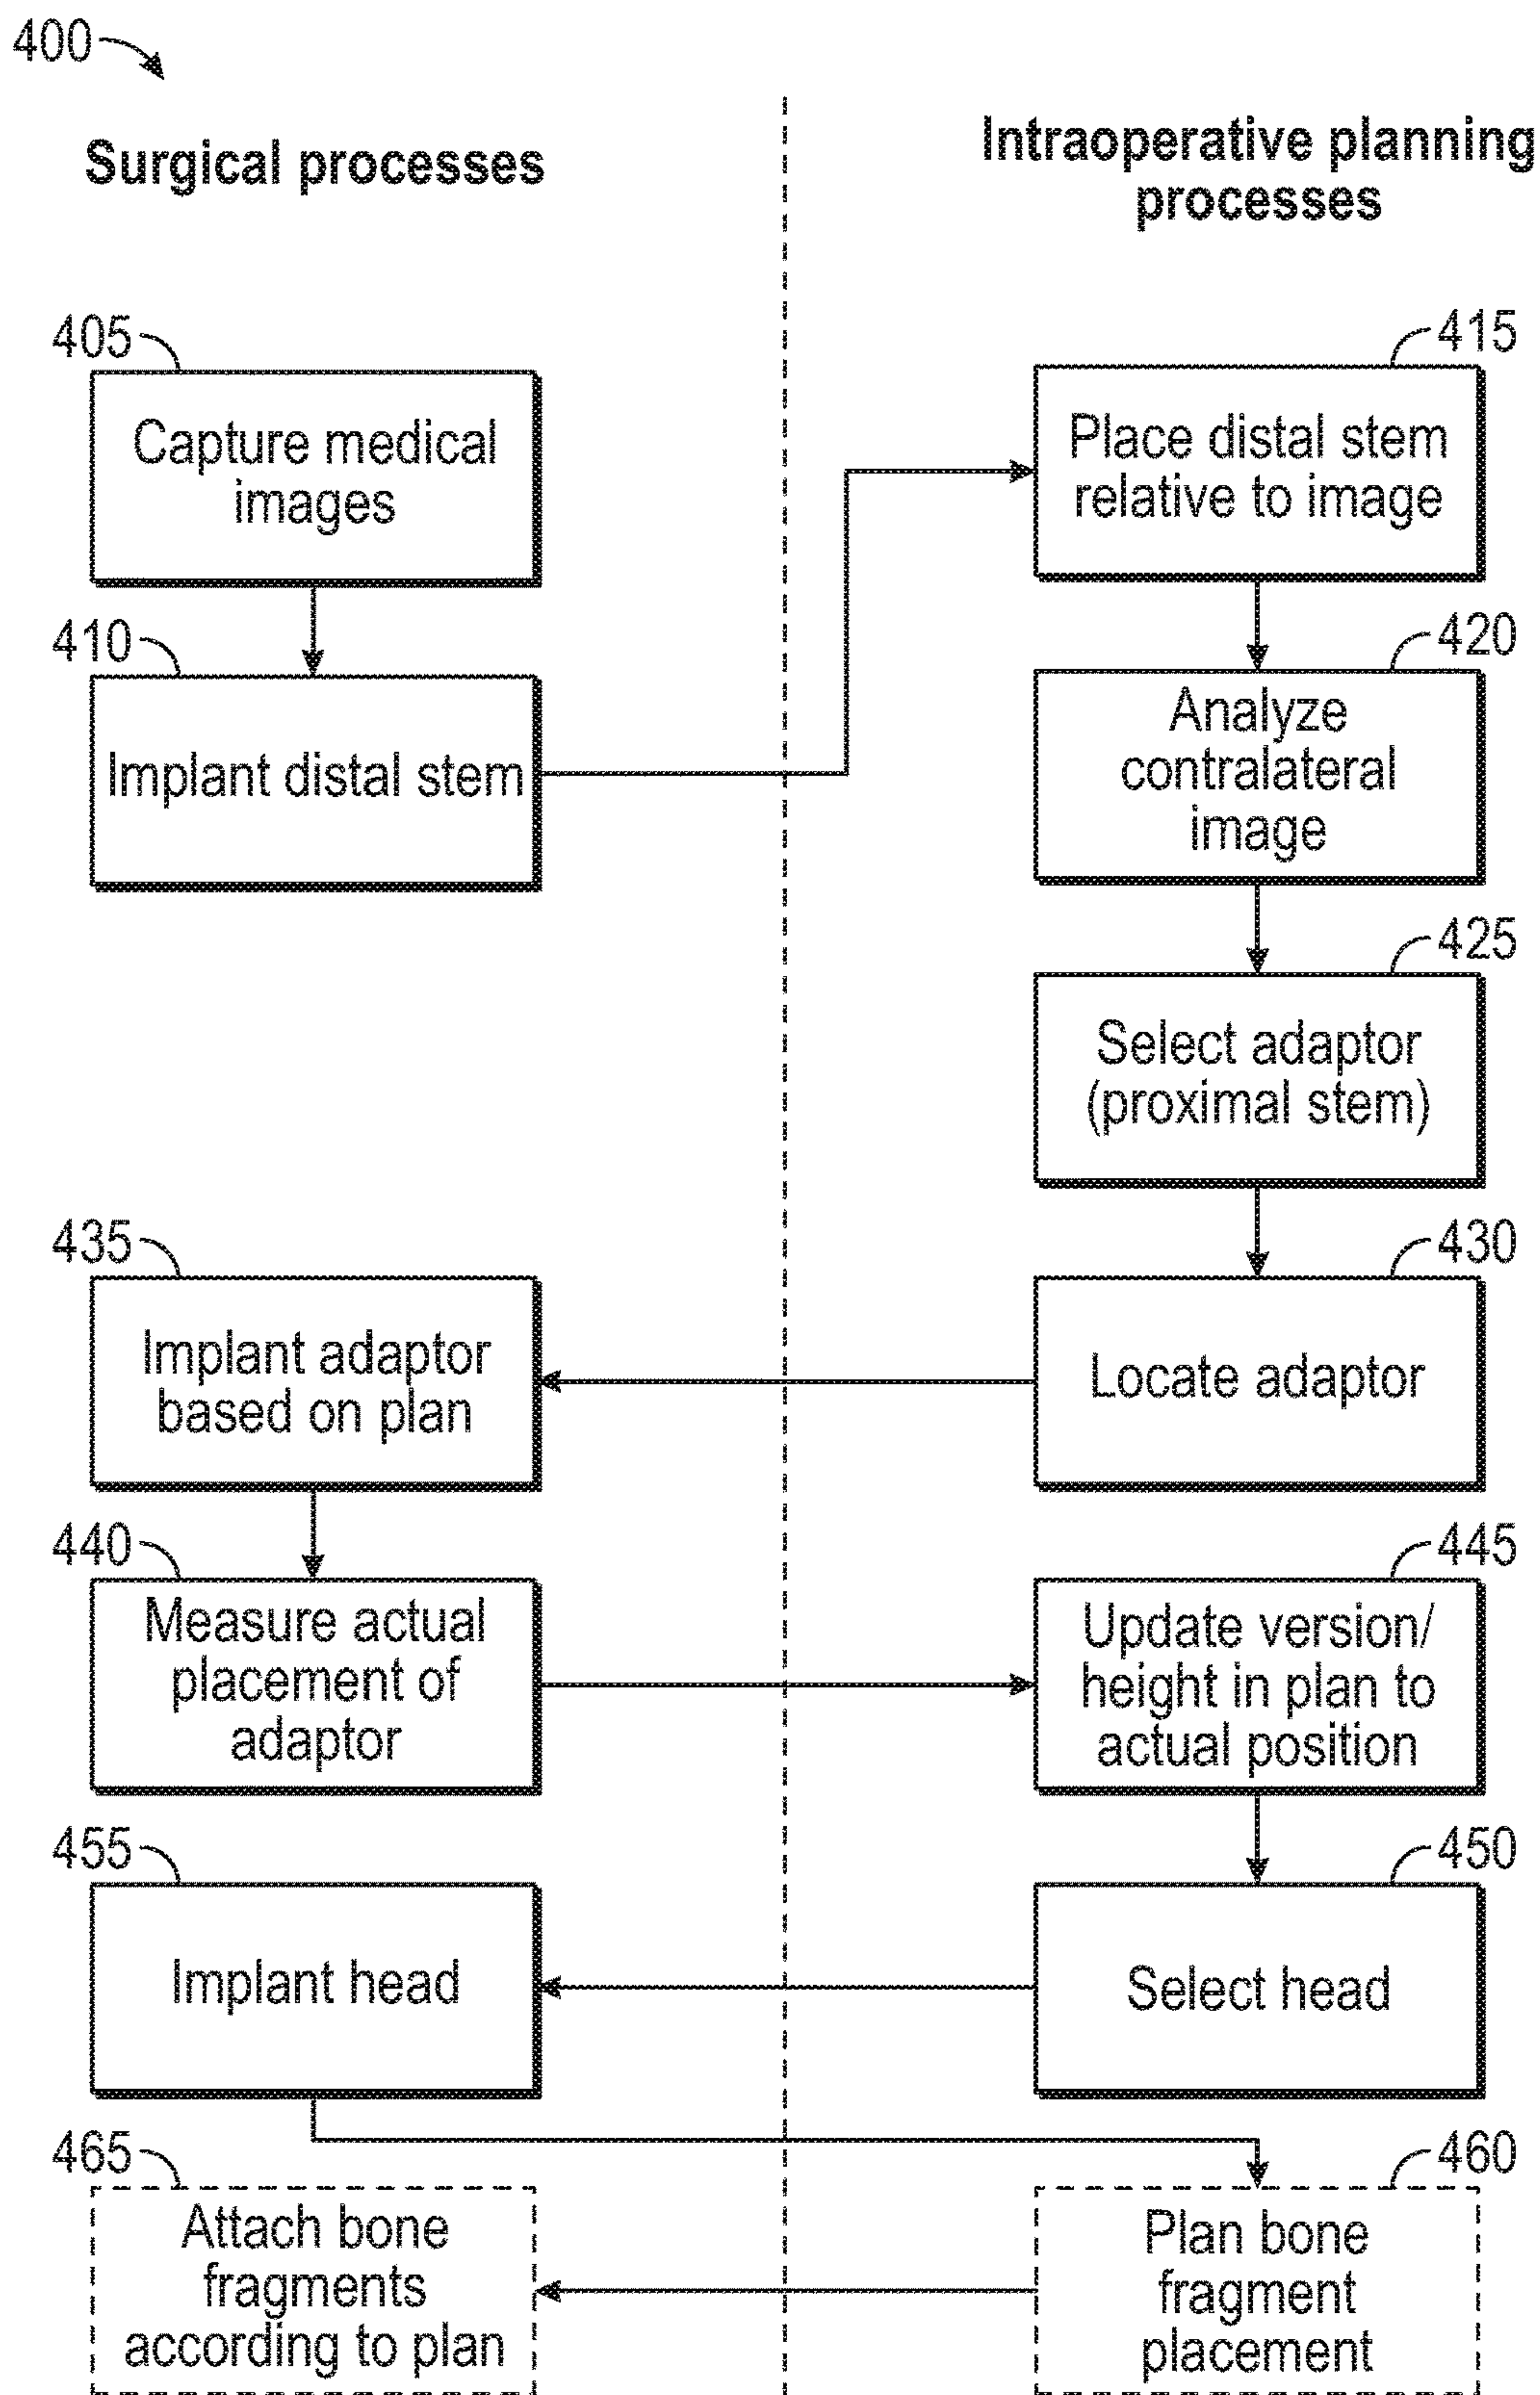 400
Surgical processes
Intraoperative planning
processes
405
Capture medical
images
410
Implant distal stem
415
Place distal stem
relative to image
420
Analyze
contralateral
image
425
Select adaptor
(proximal stem)
430
Locate adaptor
435
Implant adaptor
based on plan
440
Measure actual
placement of
adaptor
445
Update version/
height in plan to
actual position
450
Select head
455
Implant head
460
Plan bone
fragment
placement
465
Attach bone
fragments
according to plan